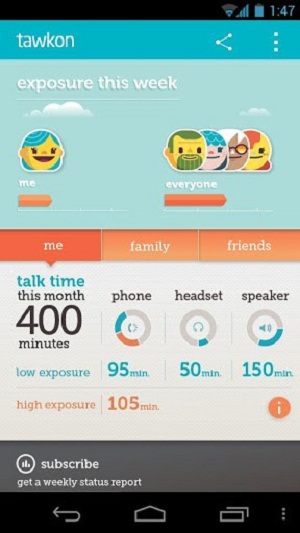 1:47
tawkon
exposure this week
me
everyone
me family friends
talk time
this month phone headset speaker
400
minutes
low exposure 95min. 50min. 150min.
high exposure 105min.
i
subscribe
get a weekly status report